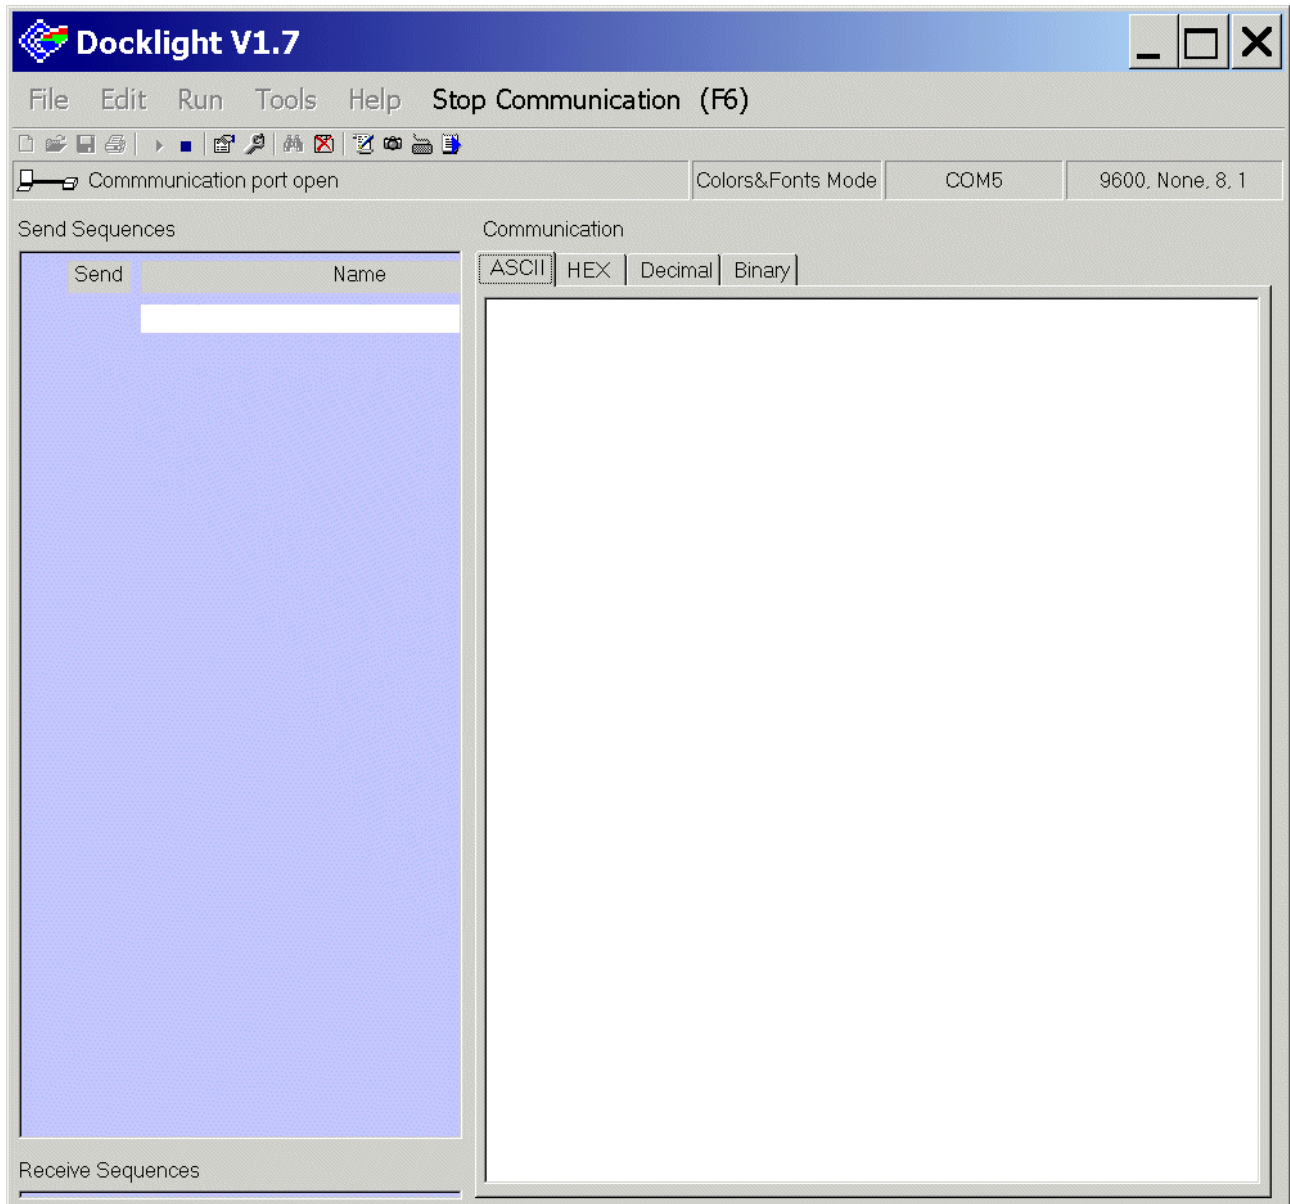 Docklight V1.7
File Edit Run Tools Help Stop Communication (F6)
Commmunication port open Colors&Fonts Mode COM5 9600, None, 8, 1
Send Sequences Communication
Send Name ASCII HEX Decimal Binary
Receive Sequences